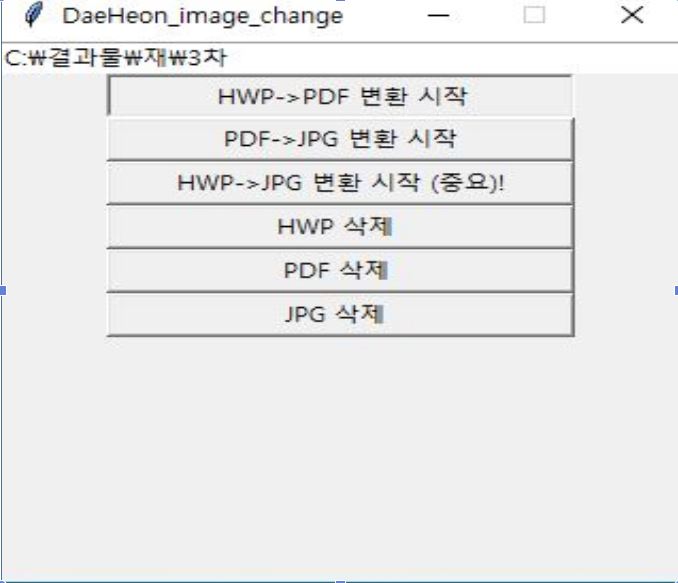 DaeHeon_image_change
C:₩결과물₩재₩3차
HWP->PDF 변환 시작
PDF->JPG 변환 시작
HWP->JPG 변환 시작 (중요)!
HWP 삭제
PDF 삭제
JPG 삭제